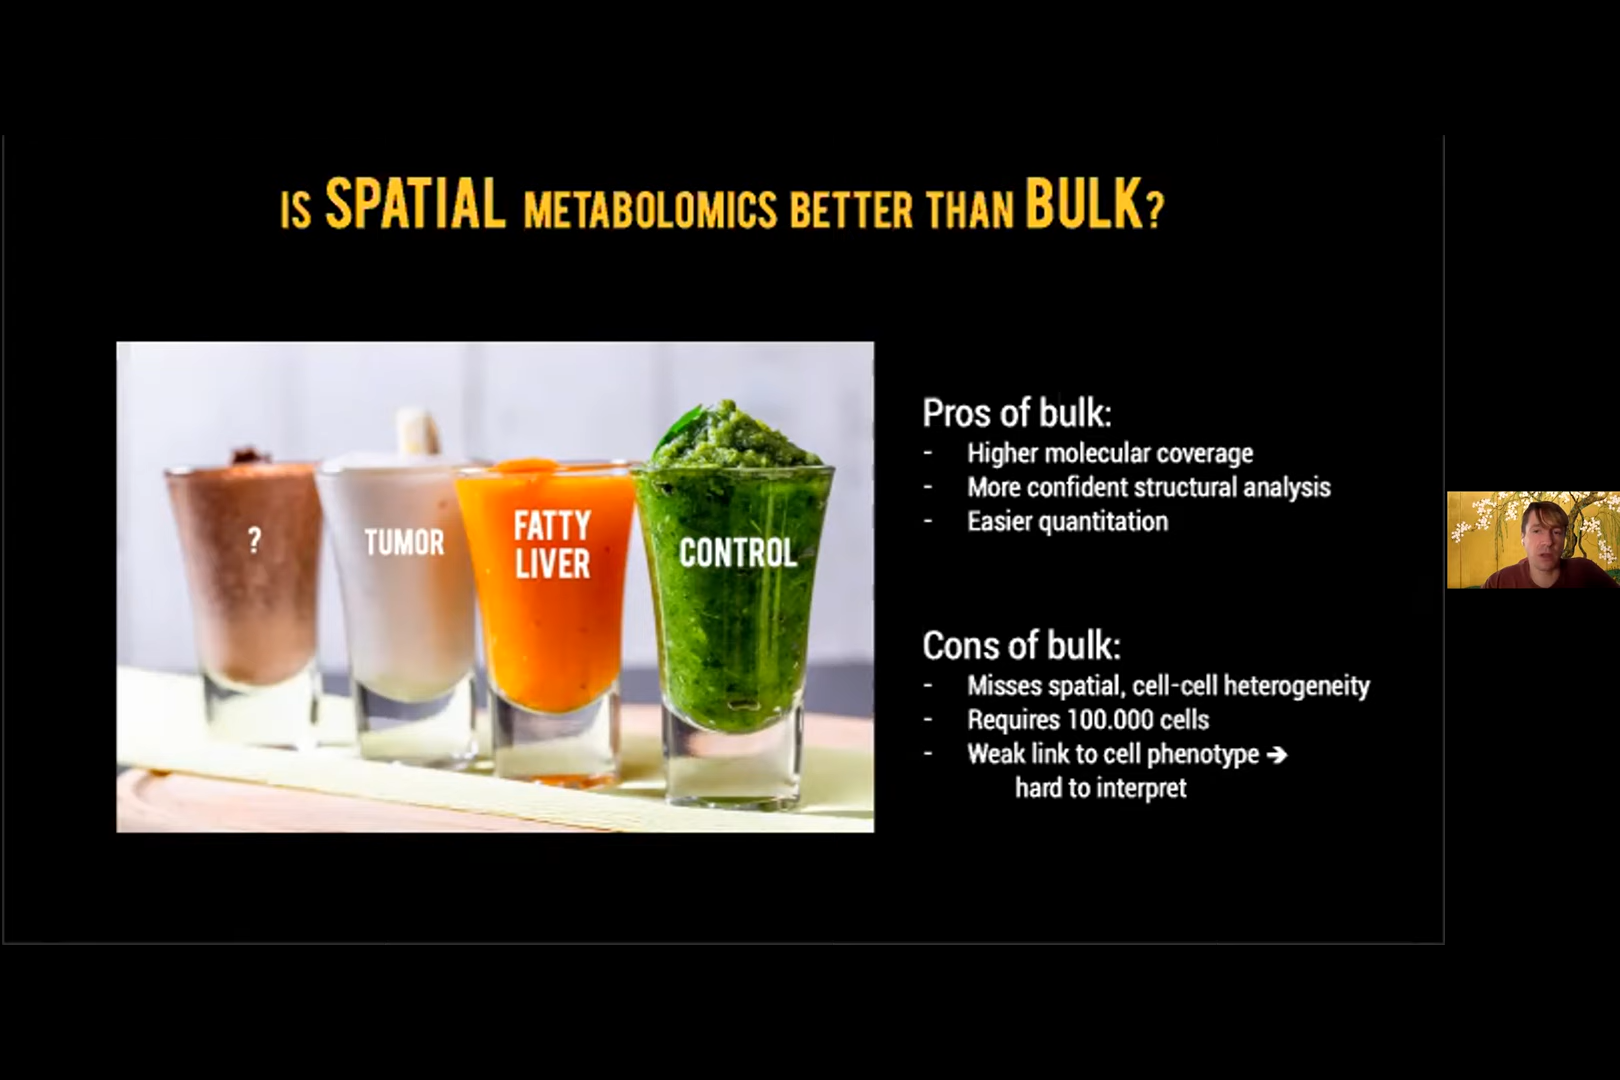 IS SPATIAL METABOLOMICS BETTER THAN BULK?
?
TUMOR
FATTY
LIVER
CONTROL
Pros of bulk:
- Higher molecular coverage
- More confident structural analysis
- Easier quantitation
Cons of bulk:
- Misses spatial, cell-cell heterogeneity
- Requires 100.000 cells
- Weak link to cell phenotype →
hard to interpret